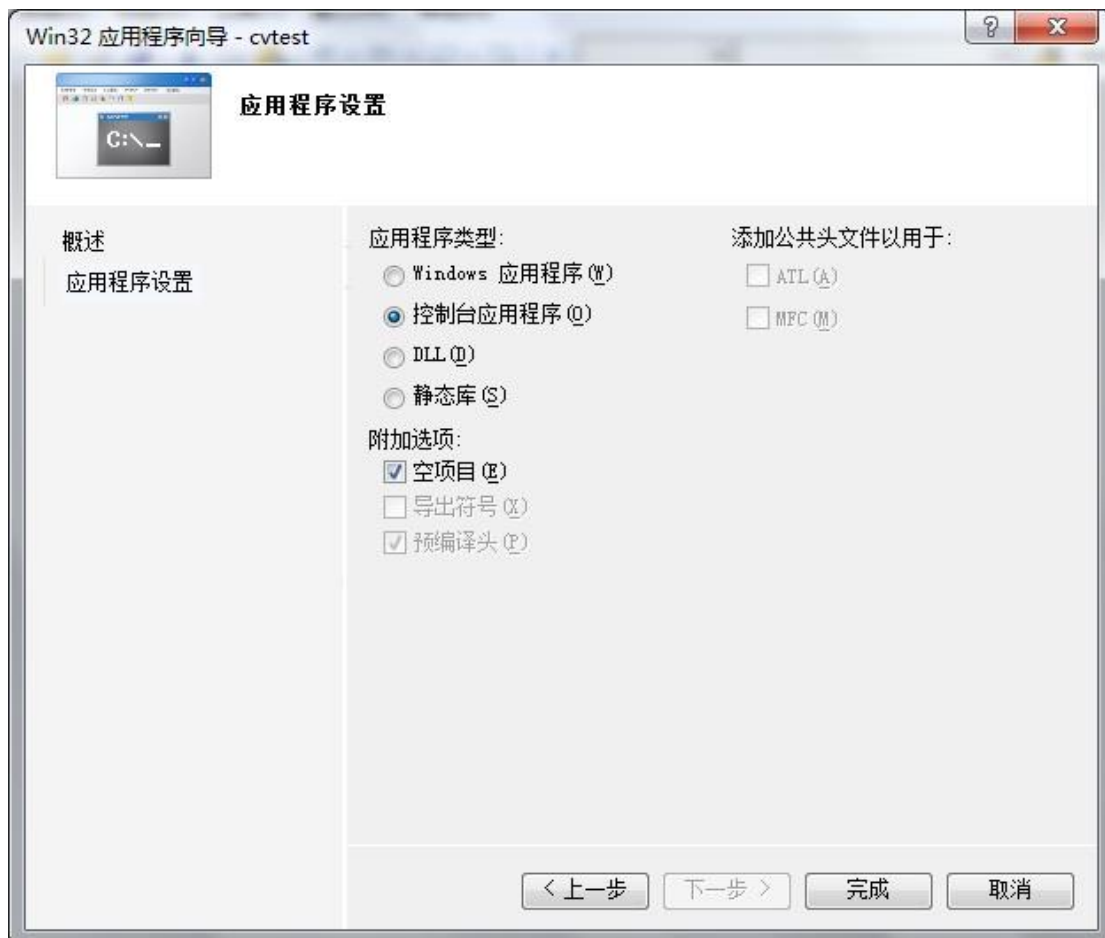 Win32 应用程序向导 - cvtest
C:\_
应用程序设置
概述
应用程序设置
应用程序类型:
Windows 应用程序(W)
控制台应用程序(O)
DLL(D)
静态库(S)
附加选项:
空项目(E)
导出符号(X)
预编译头(P)
添加公共头文件以用于:
ATL(A)
MFC(M)
< 上一步
下一步 >
完成
取消